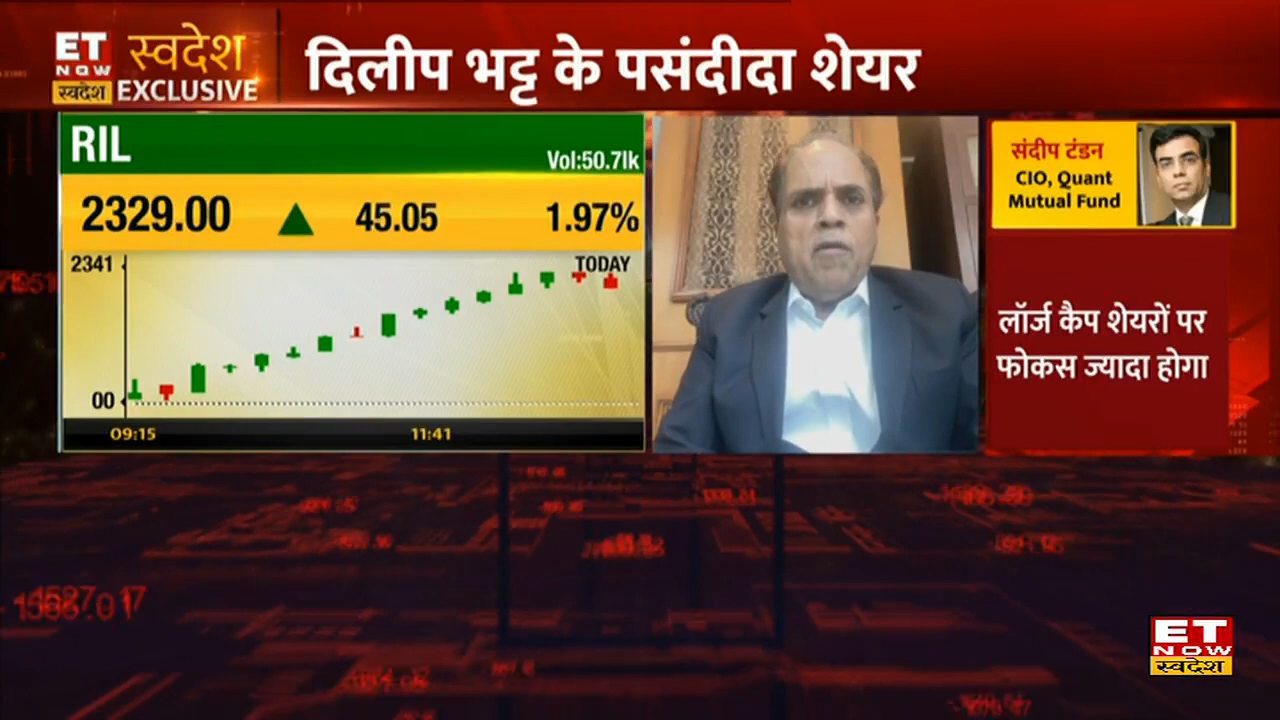 ET
NOW
स्वदेश
स्वदेश
EXCLUSIVE
दिलीप भट्ट के पसंदीदा शेयर
RIL
Vol:50.7lk
2329.00 45.05 1.97%
2341
TODAY
00
09:15 11:41
संदीप टंडन
CIO, Quant
Mutual Fund
लॉर्ज कैप शेयरों पर
फोकस ज्यादा होगा
ET
NOW
स्वदेश